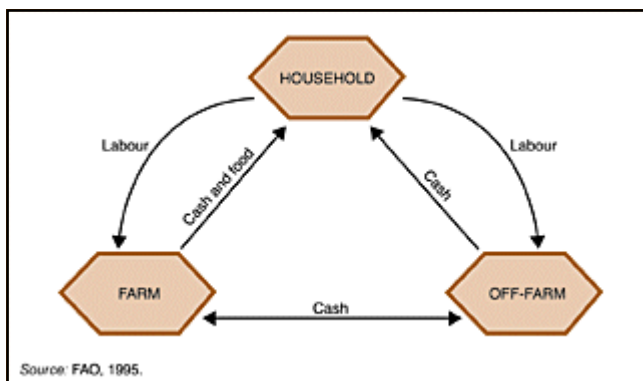 HOUSEHOLD
Labour
Labour
Cash and food
Cash
FARM
OFF-FARM
Cash
Source: FAO, 1995.